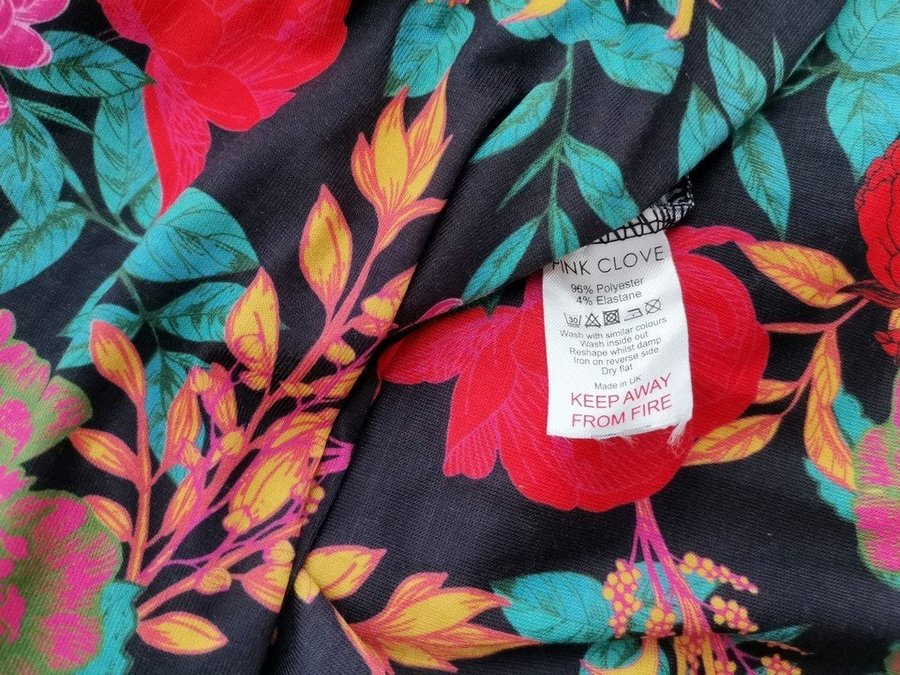 PINK CLOVE
96% Polyester
4% Elastane
30
Wash with similar colours
Wash inside out
Reshape whilst damp
Iron on reverse side
Dry flat
Made in UK
KEEP AWAY
FROM FIRE